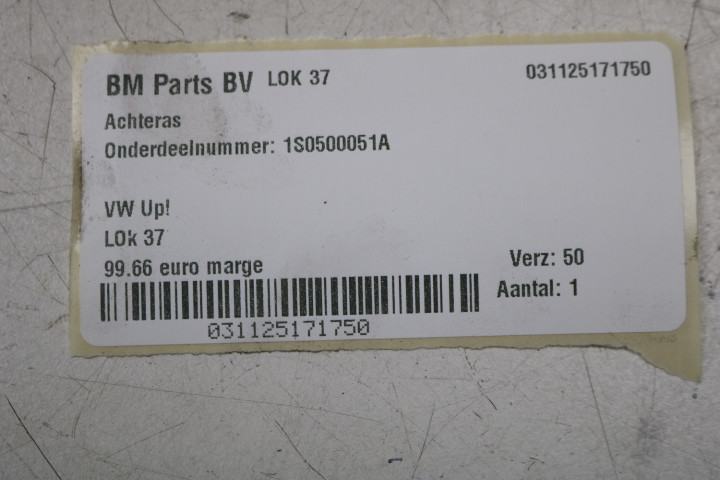 BM Parts BV LOK 37 031125171750
Achteras
Onderdeelnummer: 1S0500051A
VW Up!
LOk 37
99.66 euro marge Verz: 50
Aantal: 1
031125171750